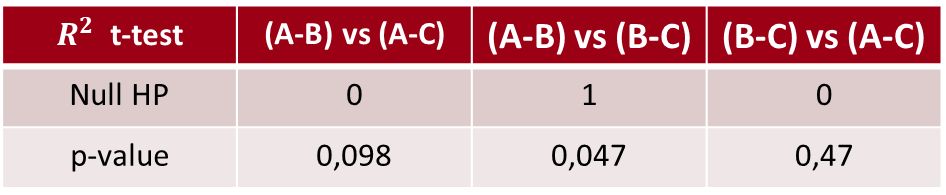 R² t-test (A-B) vs (A-C) (A-B) vs (B-C) (B-C) vs (A-C)
Null HP 0 1 0
p-value 0,098 0,047 0,47